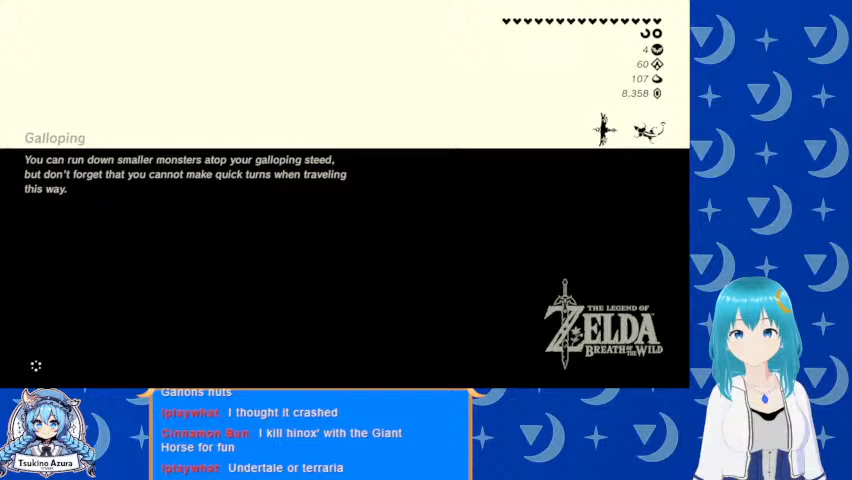 4
60
107
8,358
Galloping
You can run down smaller monsters atop your galloping steed,
but don't forget that you cannot make quick turns when traveling
this way.
THE LEGEND OF
ZELDA
BREATH OF THE WILD
Ganons nuts
Iplaywhat I thought it crashed
Cinnamon Bun I kill hinox' with the Giant
Horse for fun
Iplaywhat Undertale or terraria
Tsukino Azura